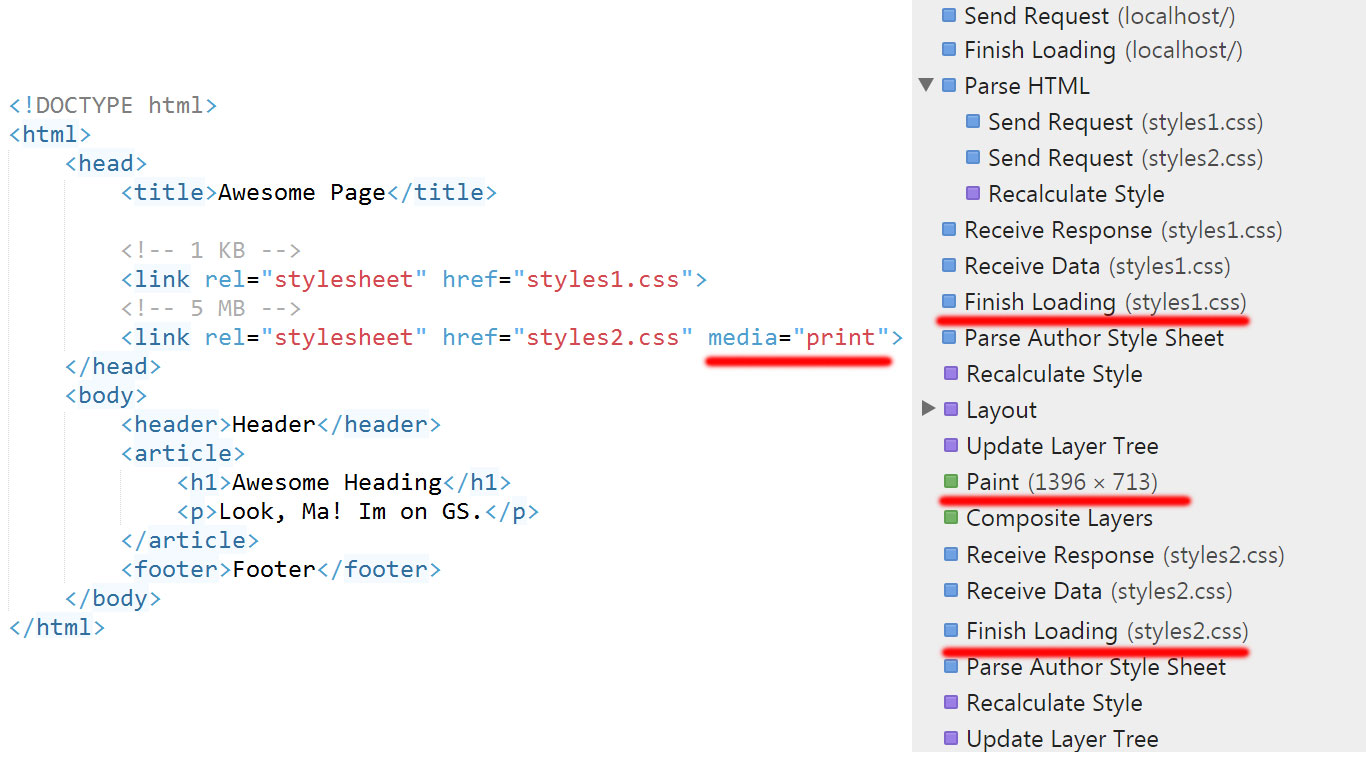 <!DOCTYPE html>
<html>
<head>
<title>Awesome Page</title>
<!-- 1 KB -->
<link rel="stylesheet" href="styles1.css">
<!-- 5 MB -->
<link rel="stylesheet" href="styles2.css" media="print">
</head>
<body>
<header>Header</header>
<article>
<h1>Awesome Heading</h1>
<p>Look, Ma! Im on GS.</p>
</article>
<footer>Footer</footer>
</body>
</html>
Send Request (localhost/)
Finish Loading (localhost/)
Parse HTML
Send Request (styles1.css)
Send Request (styles2.css)
Recalculate Style
Receive Response (styles1.css)
Receive Data (styles1.css)
Finish Loading (styles1.css)
Parse Author Style Sheet
Recalculate Style
Layout
Update Layer Tree
Paint (1396 × 713)
Composite Layers
Receive Response (styles2.css)
Receive Data (styles2.css)
Finish Loading (styles2.css)
Parse Author Style Sheet
Recalculate Style
Update Layer Tree